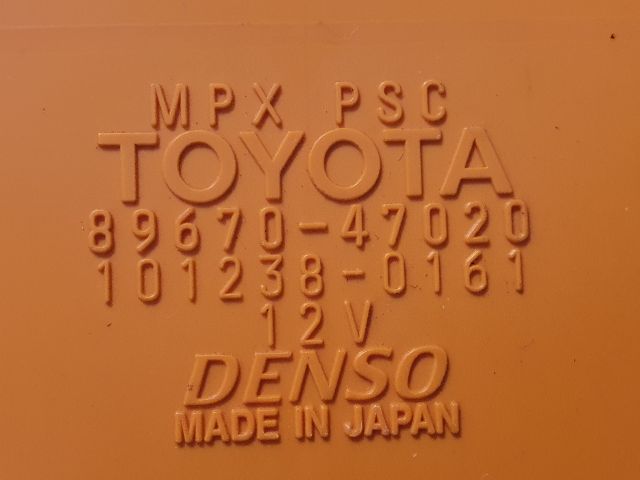 MPX PSC
TOYOTA
89670-47020
101238-0161
12V
DENSO
MADE IN JAPAN